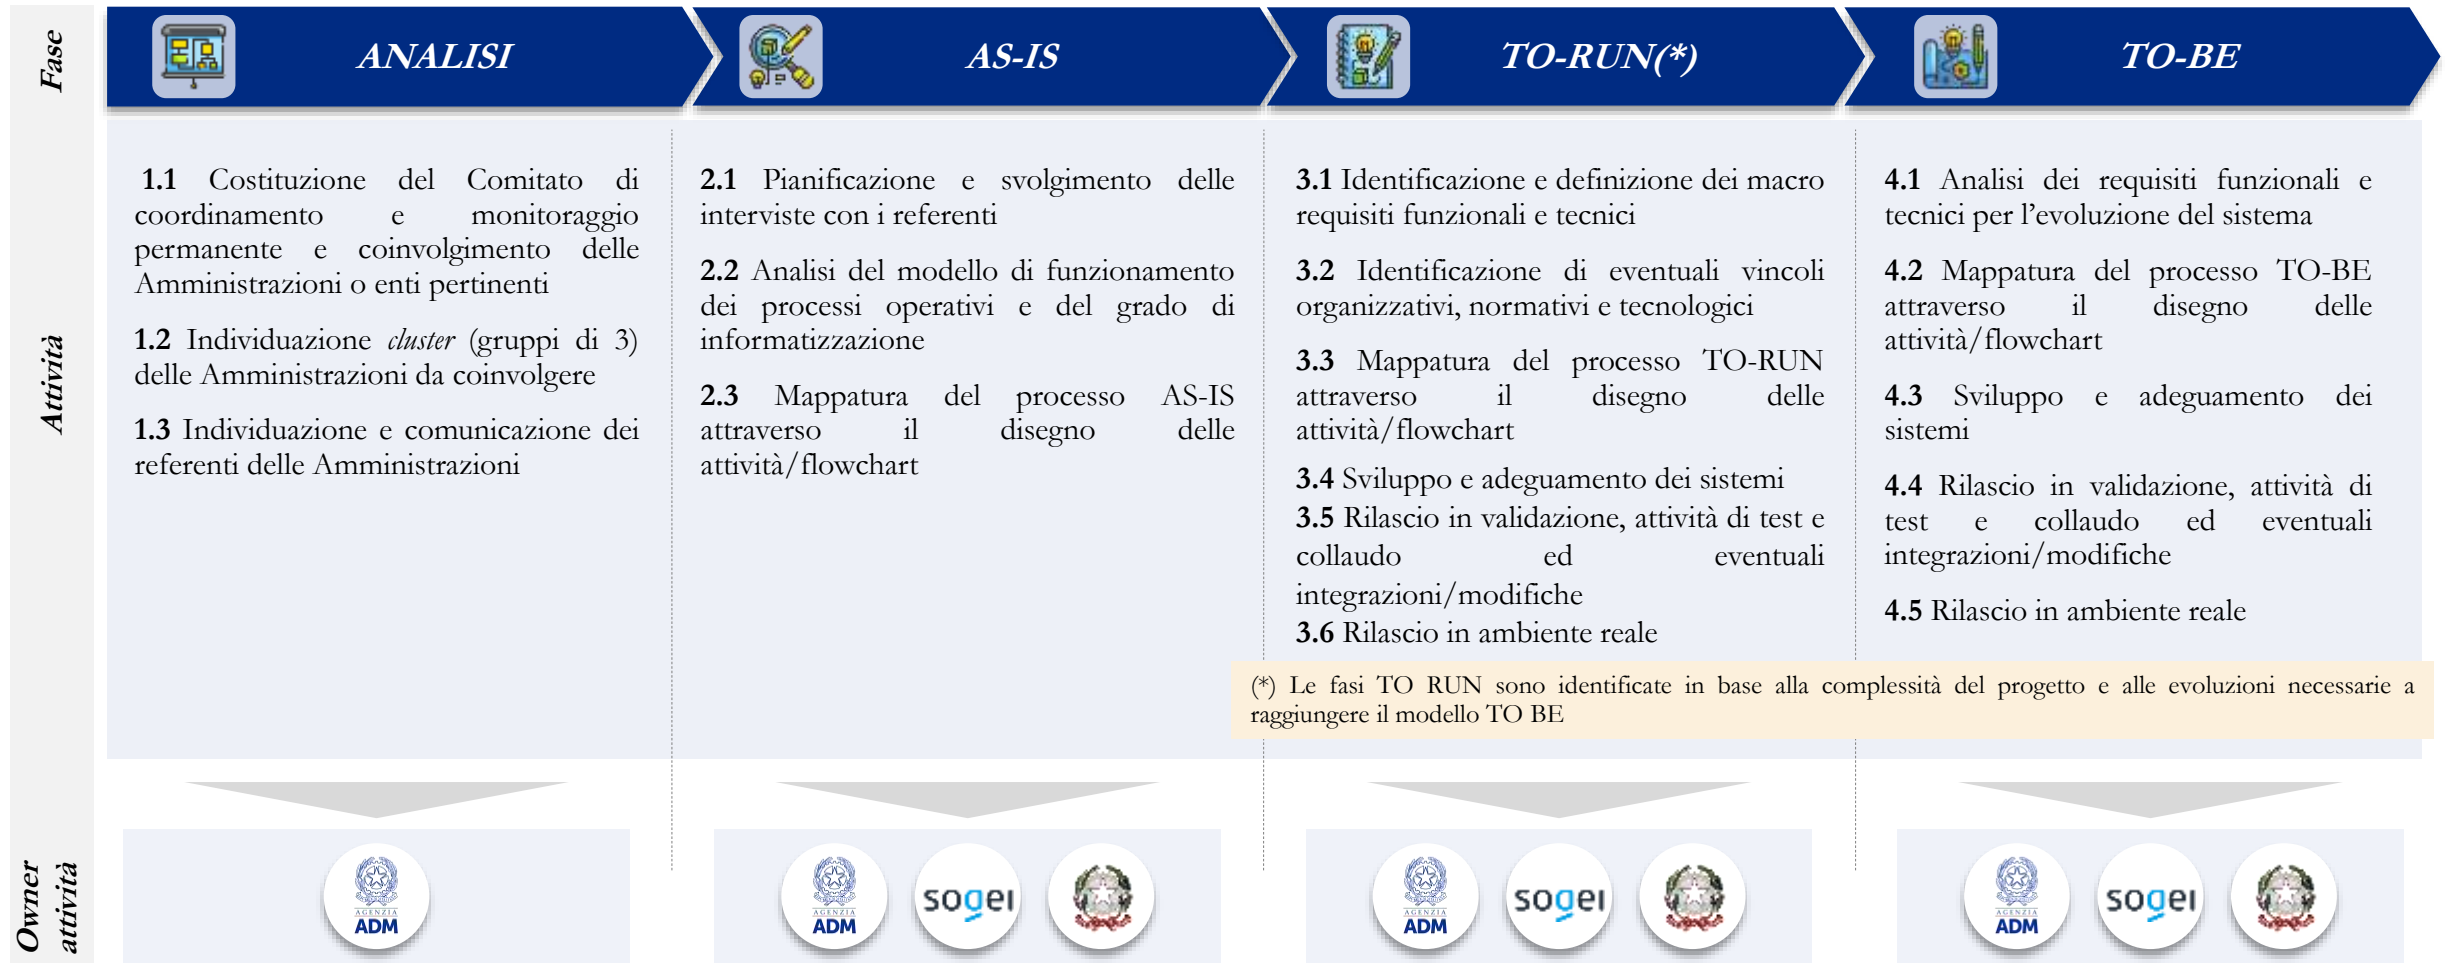 Fase
ANALISI
AS-IS
TO-RUN(*)
TO-BE
Attività
1.1 Costituzione del Comitato di
coordinamento e monitoraggio
permanente e coinvolgimento delle
Amministrazioni o enti pertinenti
1.2 Individuazione cluster (gruppi di 3)
delle Amministrazioni da coinvolgere
1.3 Individuazione e comunicazione dei
referenti delle Amministrazioni
2.1 Pianificazione e svolgimento delle
interviste con i referenti
2.2 Analisi del modello di funzionamento
dei processi operativi e del grado di
informatizzazione
2.3 Mappatura del processo AS-IS
attraverso il disegno delle
attività/flowchart
3.1 Identificazione e definizione dei macro
requisiti funzionali e tecnici
3.2 Identificazione di eventuali vincoli
organizzativi, normativi e tecnologici
3.3 Mappatura del processo TO-RUN
attraverso il disegno delle
attività/flowchart
3.4 Sviluppo e adeguamento dei sistemi
3.5 Rilascio in validazione, attività di test e
collaudo ed eventuali
integrazioni/modifiche
3.6 Rilascio in ambiente reale
4.1 Analisi dei requisiti funzionali e
tecnici per l’evoluzione del sistema
4.2 Mappatura del processo TO-BE
attraverso il disegno delle
attività/flowchart
4.3 Sviluppo e adeguamento dei
sistemi
4.4 Rilascio in validazione, attività di
test e collaudo ed eventuali
integrazioni/modifiche
4.5 Rilascio in ambiente reale
(*) Le fasi TO RUN sono identificate in base alla complessità del progetto e alle evoluzioni necessarie a
raggiungere il modello TO BE
Owner
attività
AGENZIA
ADM
AGENZIA
ADM
sogei
AGENZIA
ADM
sogei
AGENZIA
ADM
sogei